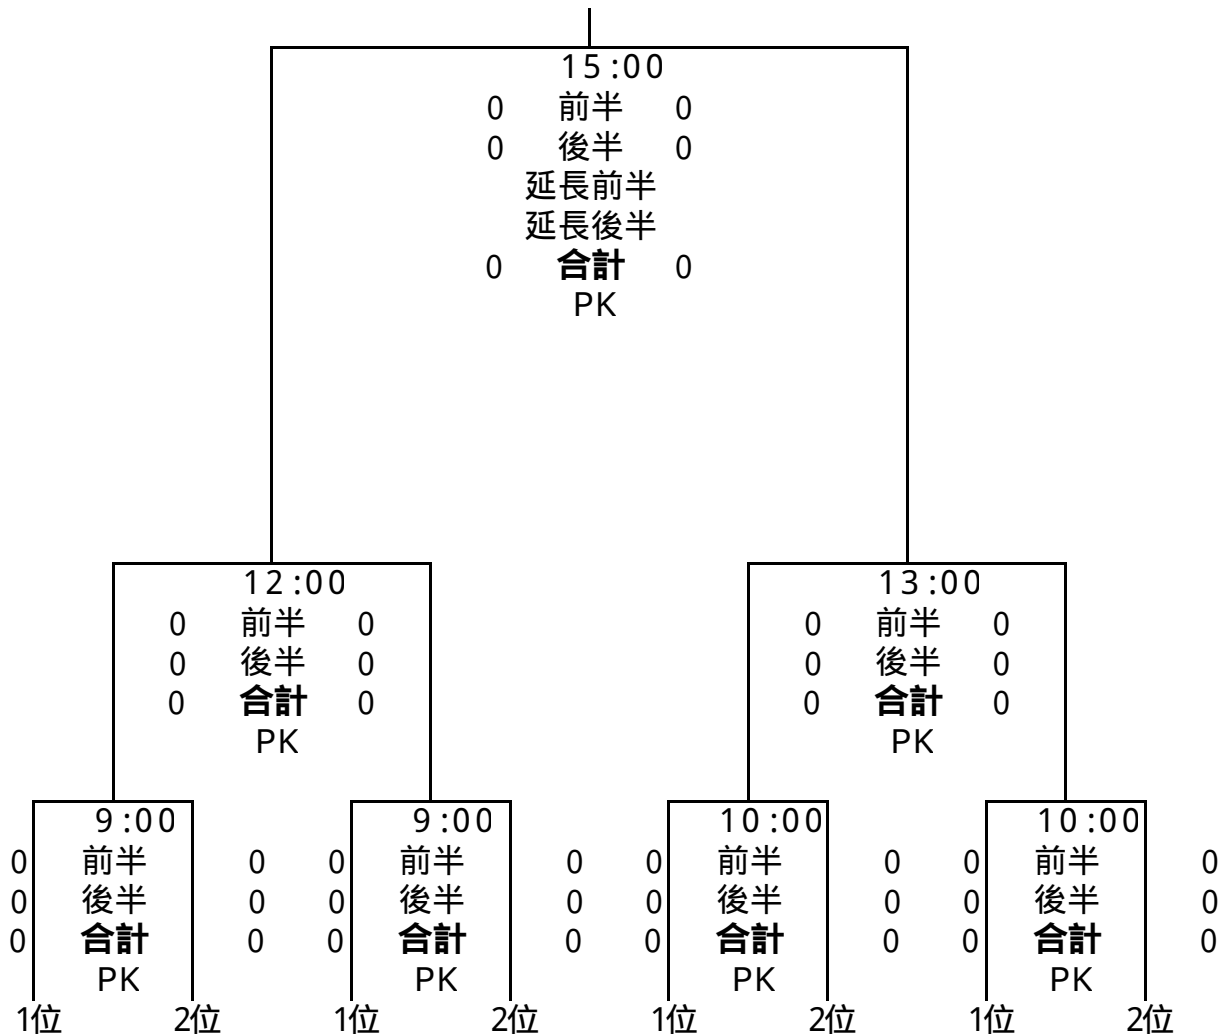 15:00
0 前半 0
0 後半 0
延長前半
延長後半
0 合計 0
PK
12:00 13:00
0 前半 0 0 前半 0
0 後半 0 0 後半 0
0 合計 0 0 合計 0
PK PK
9:00 9:00 10:00 10:00
0 前半 0 0 前半 0 0 前半 0 0 前半 0
0 後半 0 0 後半 0 0 後半 0 0 後半 0
0 合計 0 0 合計 0 0 合計 0 0 合計 0
PK PK PK PK
1位 2位 1位 2位 1位 2位 1位 2位